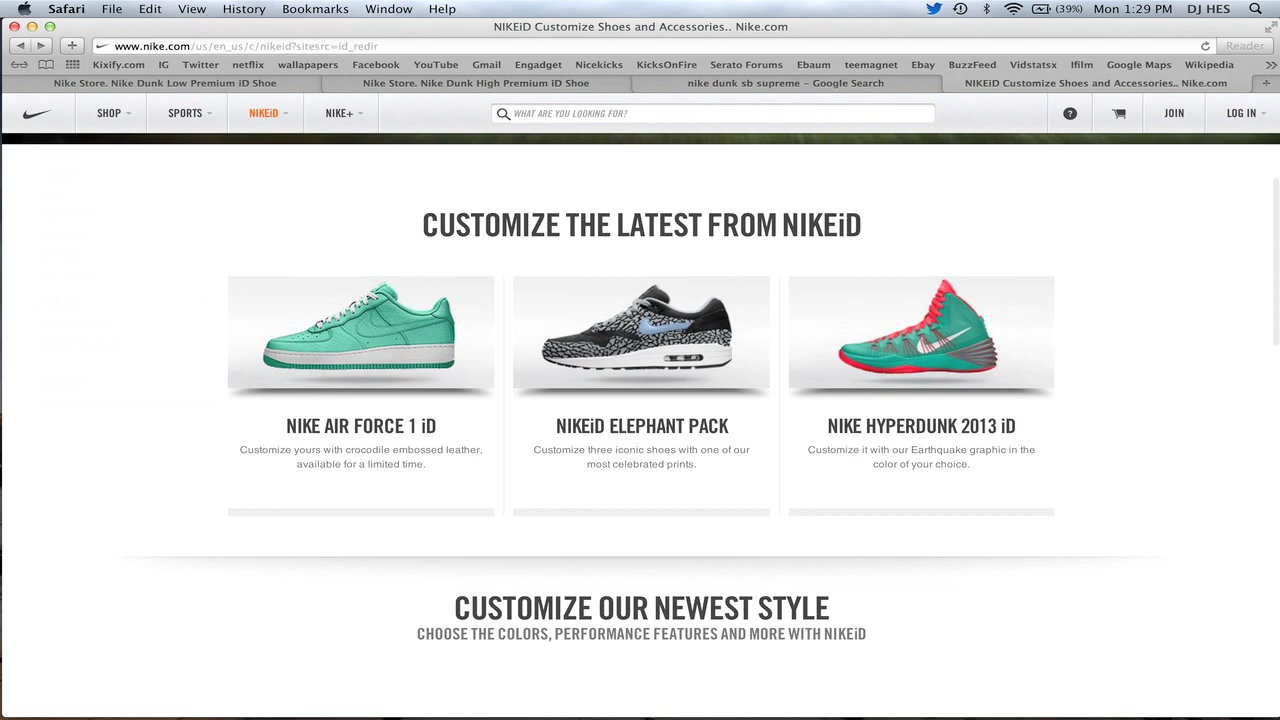 Safari File Edit View History Bookmarks Window Help (39%) Mon 1:29 PM DJ HES
NIKEiD Customize Shoes and Accessories.. Nike.com
www.nike.com/us/en_us/c/nikeid?sitesrc=id_redir Reader
Kixify.com IG Twitter netflix wallapapers Facebook YouTube Gmail Engadget Nicekicks KicksOnFire Serato Forums Ebaum teemagnet Ebay BuzzFeed Vidstatsx Ifilm Google Maps Wikipedia
Nike Store. Nike Dunk Low Premium iD Shoe Nike Store. Nike Dunk High Premium iD Shoe nike dunk sb supreme – Google Search NIKEiD Customize Shoes and Accessories.. Nike.com
SHOP SPORTS NIKEiD NIKE+ WHAT ARE YOU LOOKING FOR? ? JOIN LOG IN
CUSTOMIZE THE LATEST FROM NIKEiD
NIKE AIR FORCE 1 iD
Customize yours with crocodile embossed leather,
available for a limited time.
NIKEiD ELEPHANT PACK
Customize three iconic shoes with one of our
most celebrated prints.
NIKE HYPERDUNK 2013 iD
Customize it with our Earthquake graphic in the
color of your choice.
CUSTOMIZE OUR NEWEST STYLE
CHOOSE THE COLORS, PERFORMANCE FEATURES AND MORE WITH NIKEiD